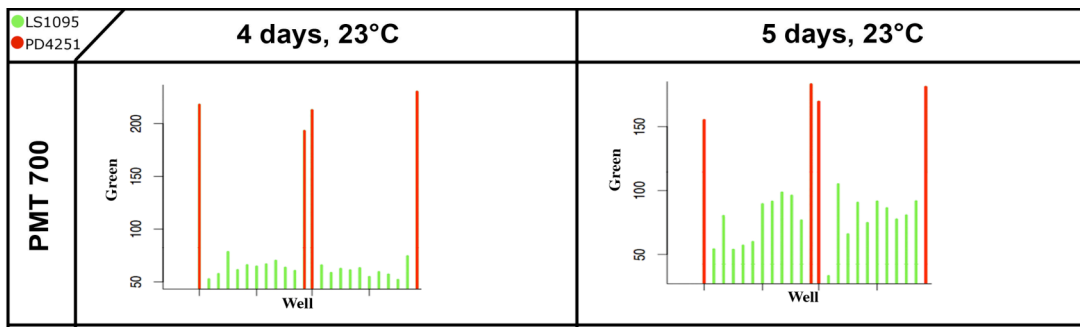 LS1095
PD4251
4 days, 23°C
5 days, 23°C
PMT 700
Green
200
150
100
50
Well
Green
150
100
50
Well